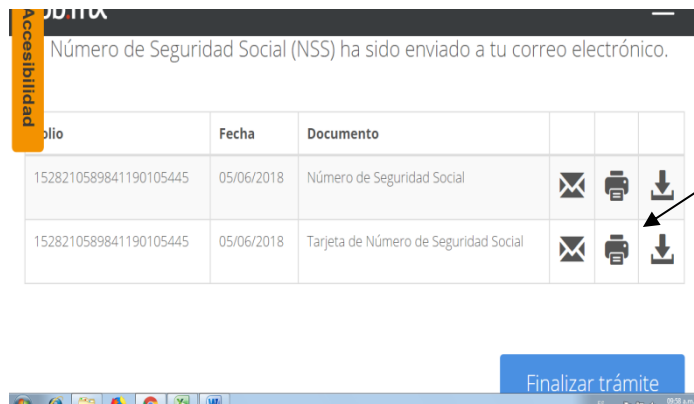 Accesibilidad
Número de Seguridad Social (NSS) ha sido enviado a tu correo electrónico.
olio Fecha Documento
1528210589841190105445 05/06/2018 Número de Seguridad Social
1528210589841190105445 05/06/2018 Tarjeta de Número de Seguridad Social
Finalizar trámite